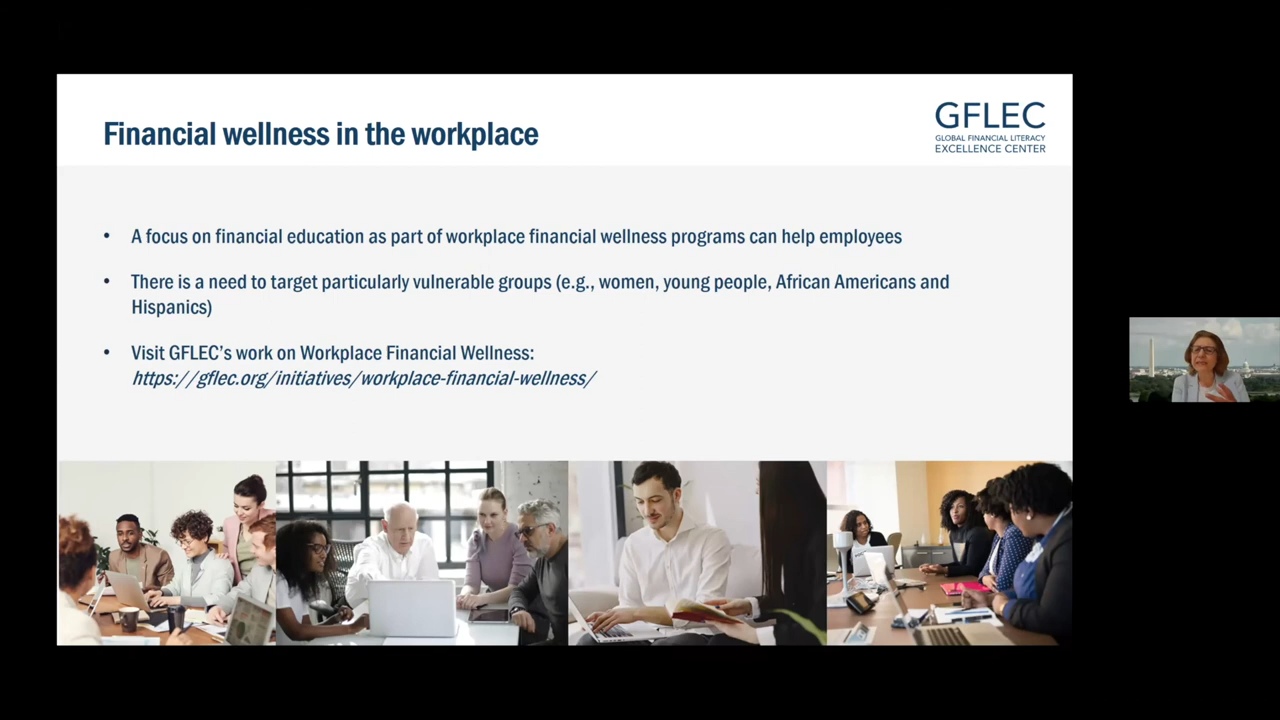 Financial wellness in the workplace
GFLEC
GLOBAL FINANCIAL LITERACY
EXCELLENCE CENTER
• A focus on financial education as part of workplace financial wellness programs can help employees
• There is a need to target particularly vulnerable groups (e.g., women, young people, African Americans and
Hispanics)
• Visit GFLEC's work on Workplace Financial Wellness:
https://gflec.org/initiatives/workplace-financial-wellness/